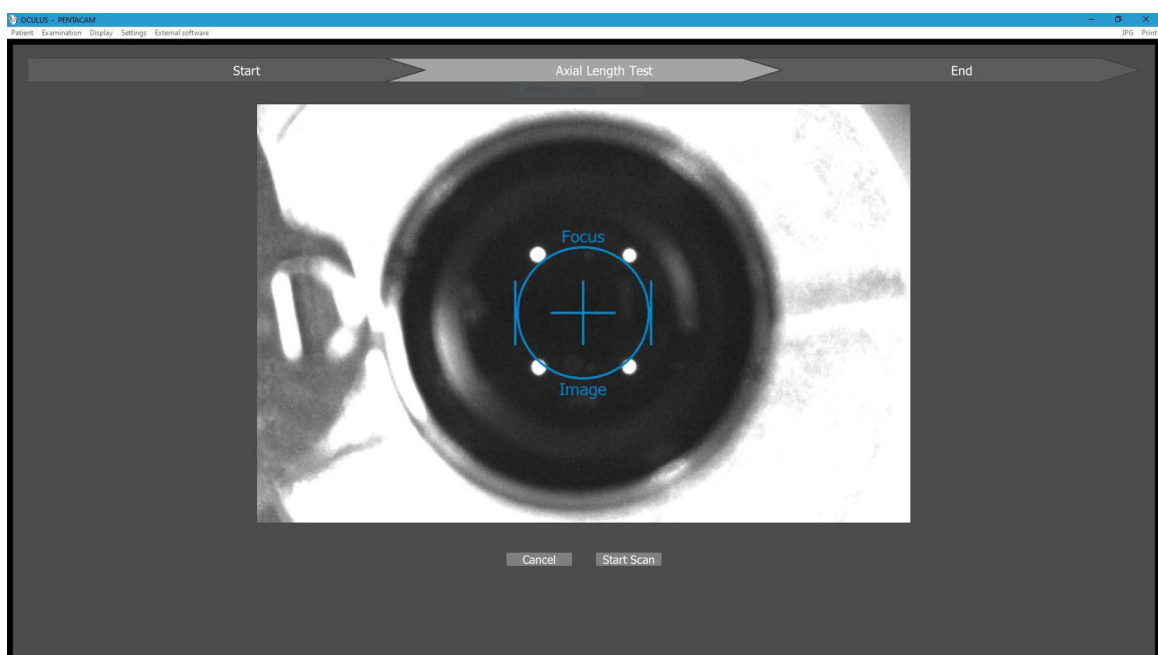 OCULUS - PENTACAM
Patient Examination Display Settings External software JPG Print
Start Axial Length Test End
Focus
Image
Cancel Start Scan